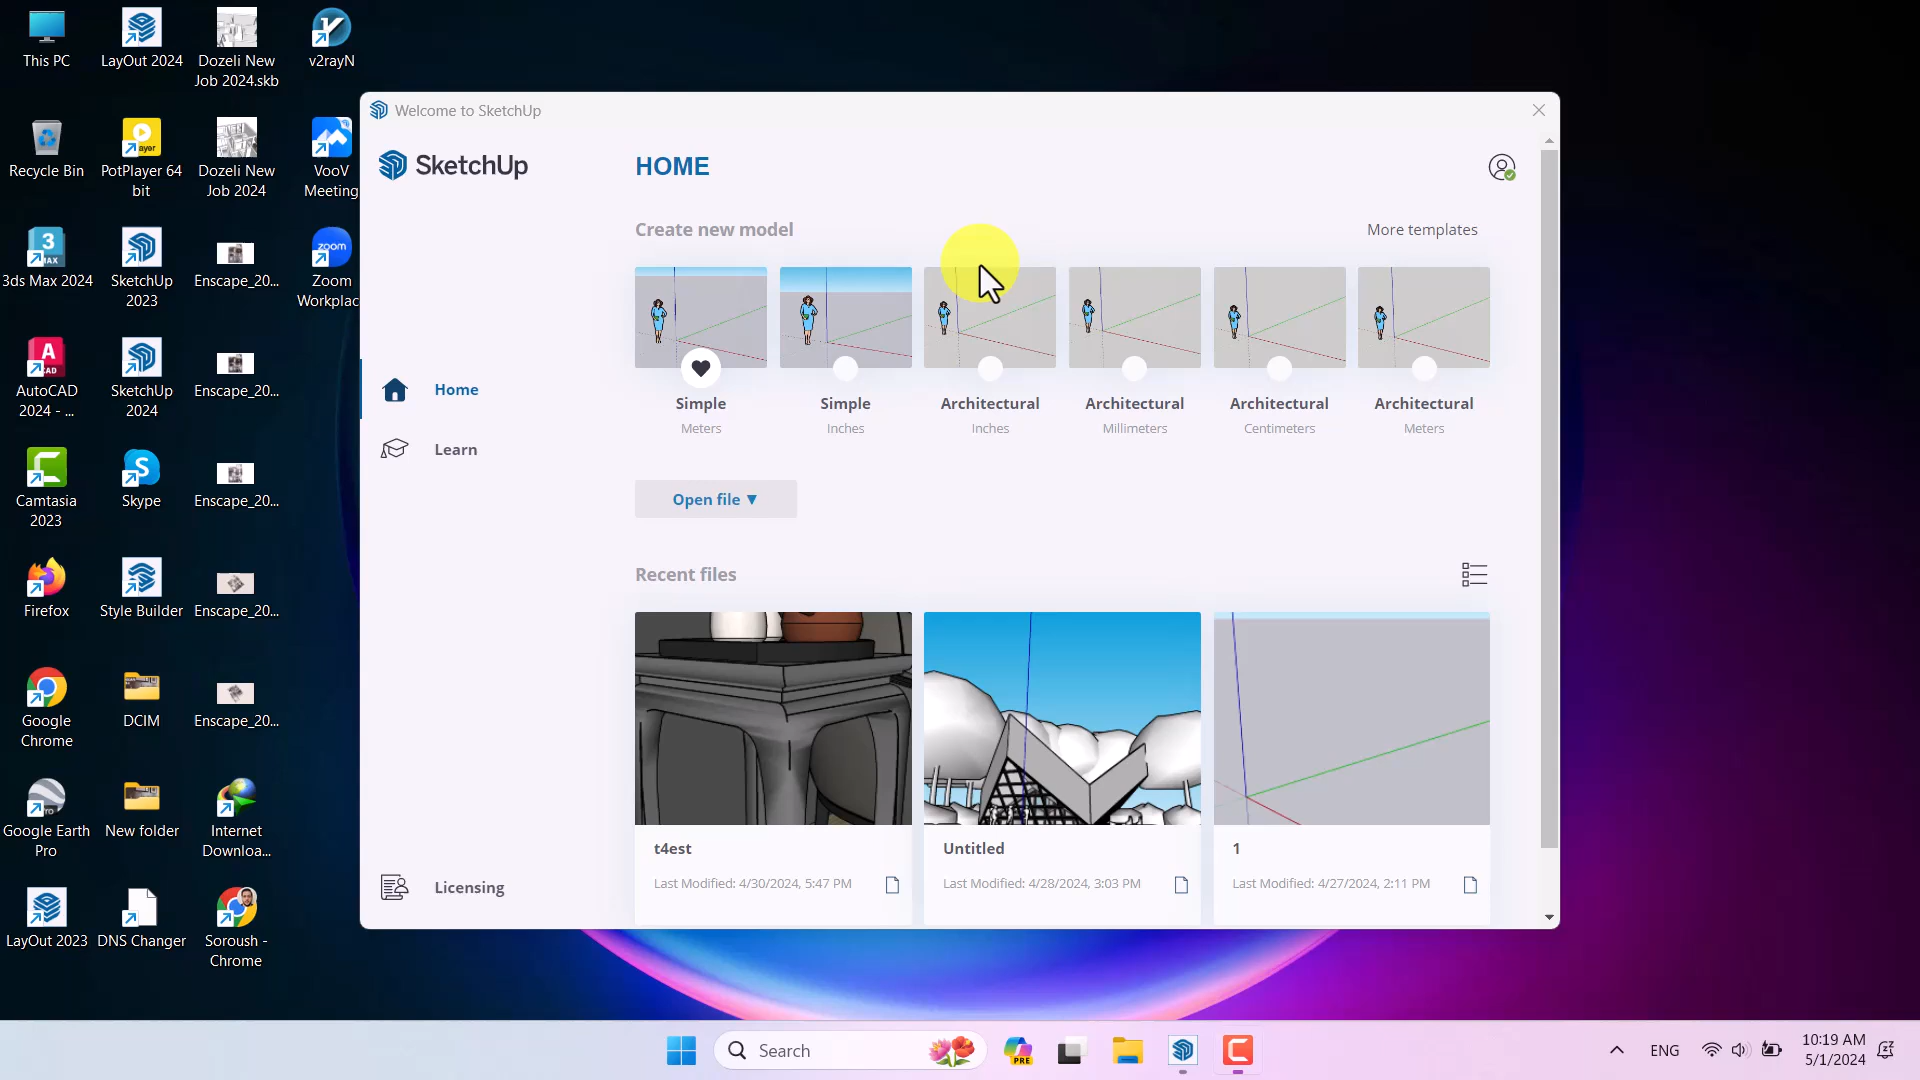 This PC
LayOut 2024
Dozeli New
Job 2024.skb
v2rayN
Recycle Bin
PotPlayer 64
bit
Dozeli New
Job 2024
VooV
Meeting
3ds Max 2024
SketchUp
2023
Enscape_20...
Zoom
Workplac
AutoCAD
2024 - ...
SketchUp
2024
Enscape_20...
Camtasia
2023
Skype
Enscape_20...
Firefox
Style Builder
Enscape_20...
Google
Chrome
DCIM
Enscape_20...
Google Earth
Pro
New folder
Internet
Downloa...
LayOut 2023
DNS Changer
Soroush -
Chrome
Welcome to SketchUp
SketchUp
Home
Learn
Licensing
HOME
Create new model
More templates
Simple
Meters
Simple
Inches
Architectural
Inches
Architectural
Millimeters
Architectural
Centimeters
Architectural
Meters
Open file ▼
Recent files
t4est
Last Modified: 4/30/2024, 5:47 PM
Untitled
Last Modified: 4/28/2024, 3:03 PM
1
Last Modified: 4/27/2024, 2:11 PM
Search
PRE
ENG
10:19 AM
5/1/2024